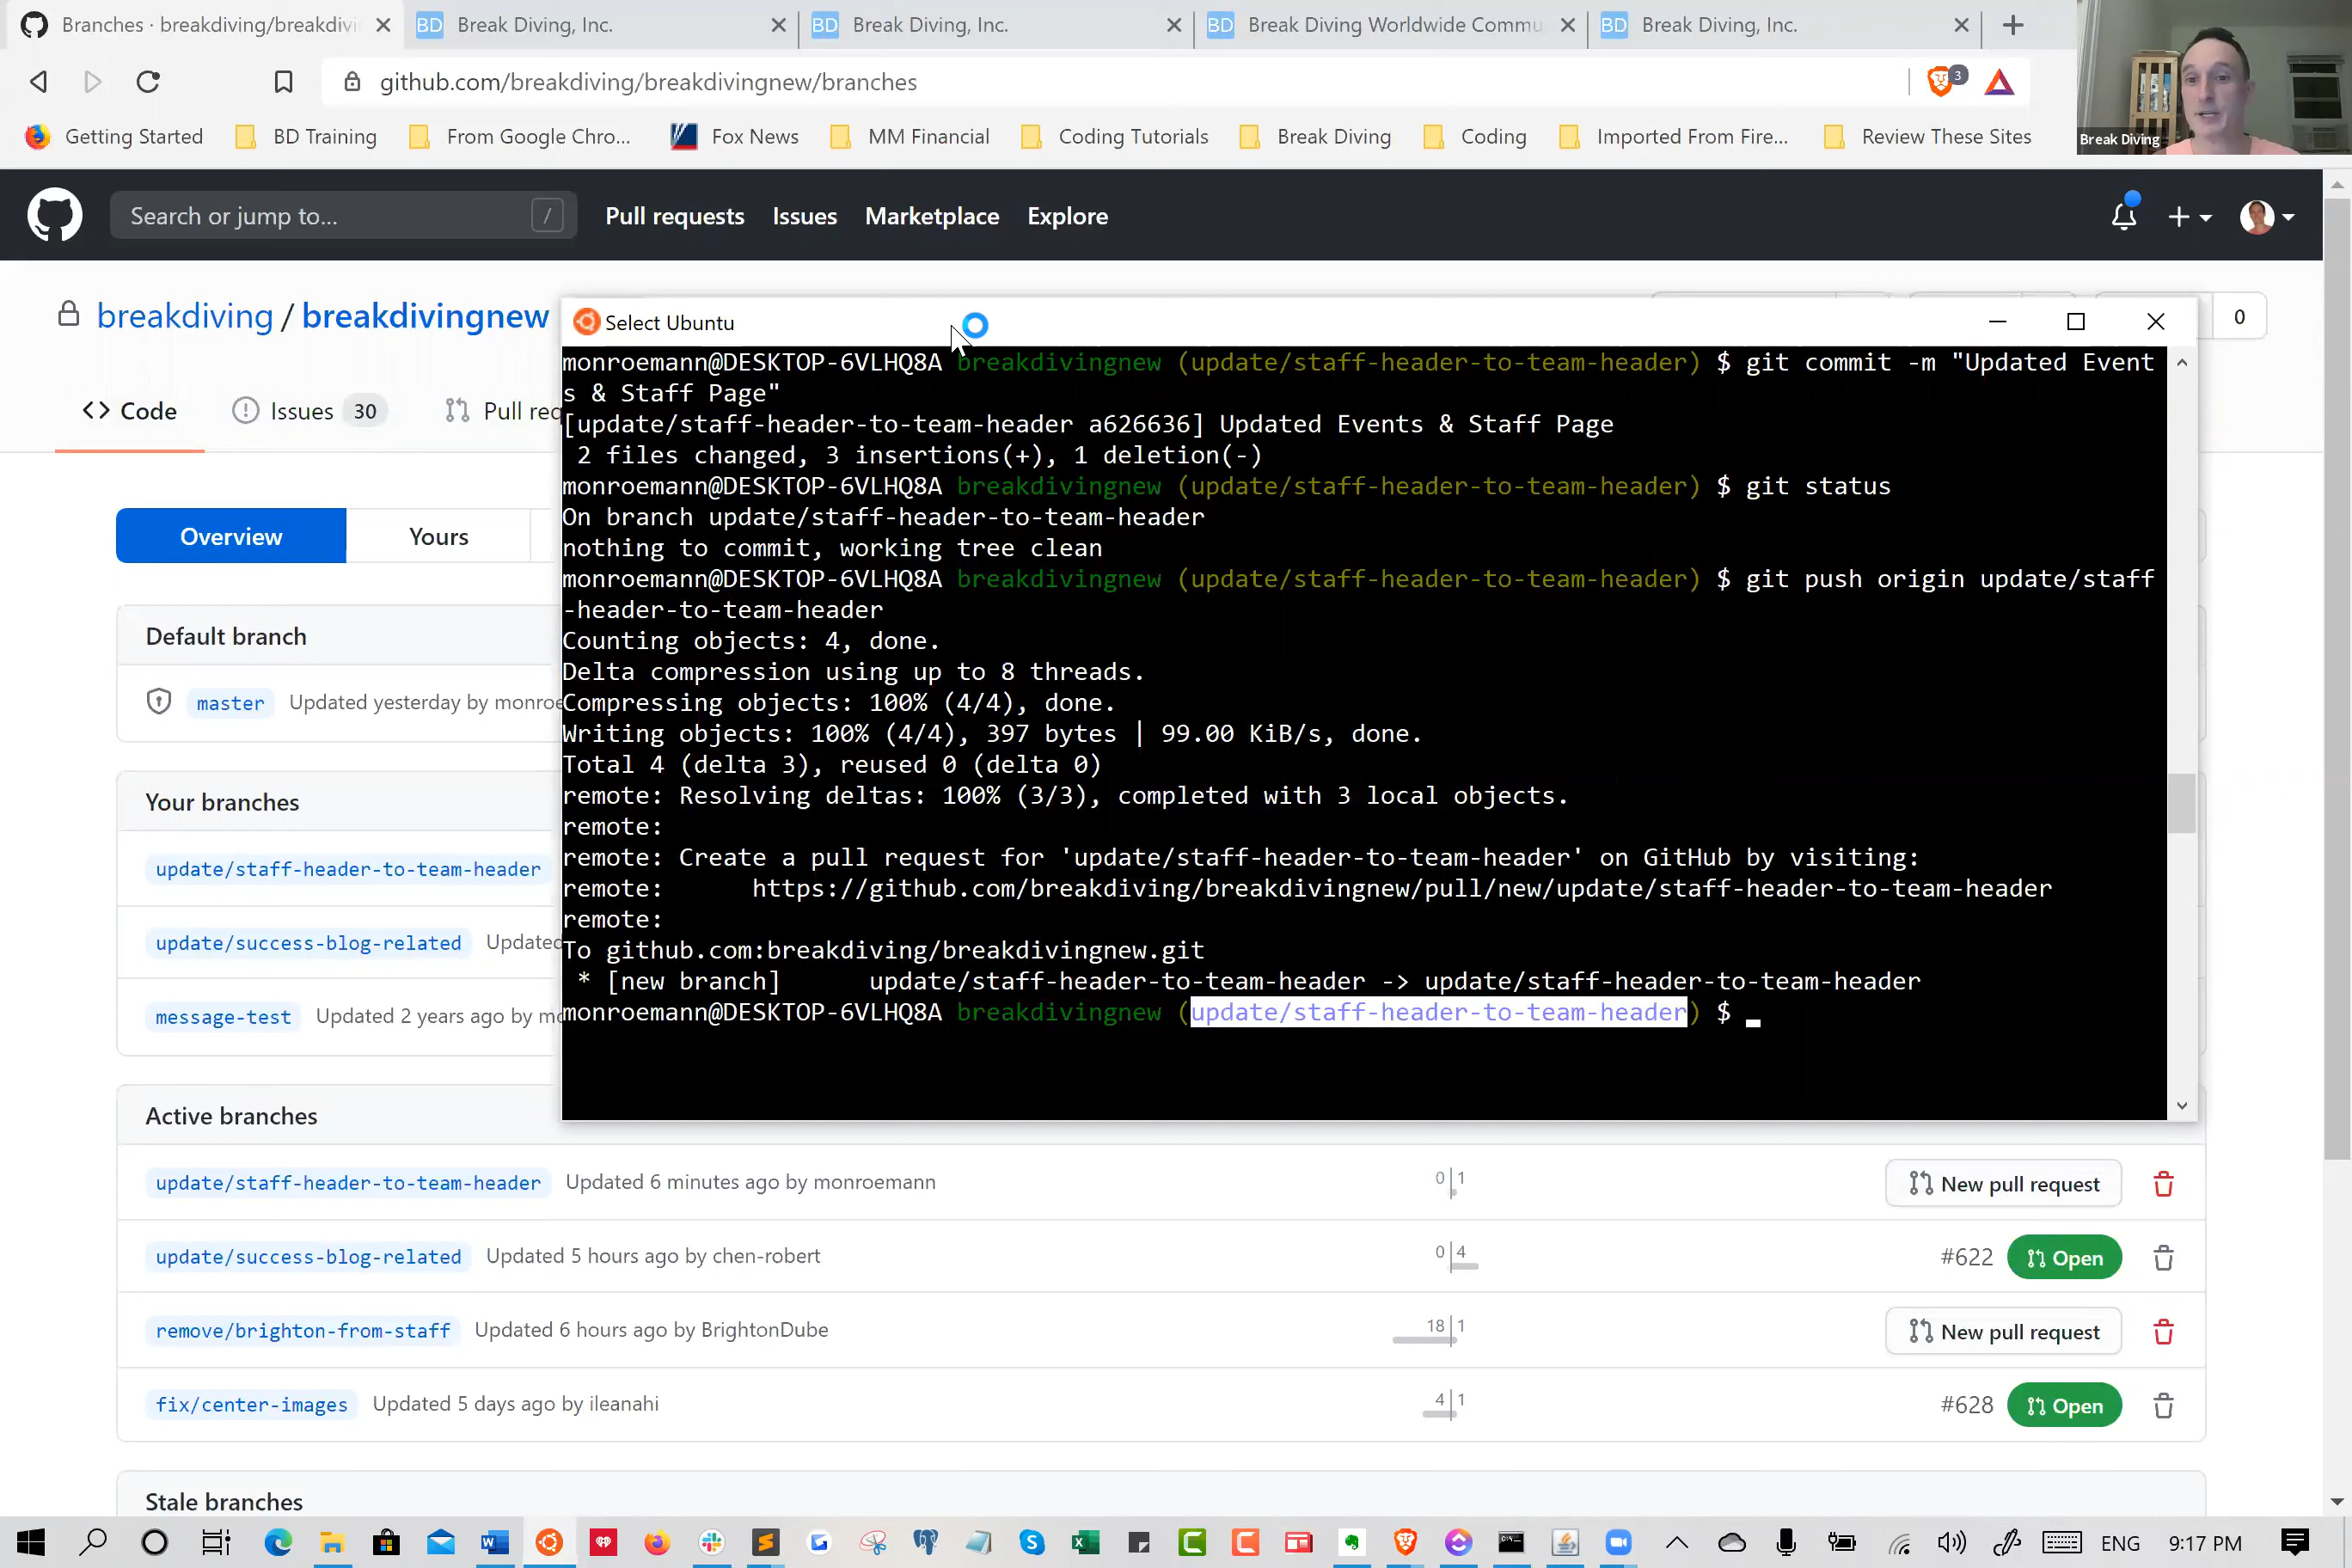 Branches · breakdiving/breakdivi
BD Break Diving, Inc.
BD Break Diving, Inc.
BD Break Diving Worldwide Commu
BD Break Diving, Inc.
github.com/breakdiving/breakdivingnew/branches
3
Getting Started
BD Training
From Google Chro...
Fox News
MM Financial
Coding Tutorials
Break Diving
Coding
Imported From Fire...
Review These Sites
Break Diving
Search or jump to...
/
Pull requests
Issues
Marketplace
Explore
breakdiving / breakdivingnew
0
Code
Issues 30
Pull req
Select Ubuntu
monroemann@DESKTOP-6VLHQ8A breakdivingnew (update/staff-header-to-team-header) $ git commit -m "Updated Event
s & Staff Page"
[update/staff-header-to-team-header a626636] Updated Events & Staff Page
2 files changed, 3 insertions(+), 1 deletion(-)
monroemann@DESKTOP-6VLHQ8A breakdivingnew (update/staff-header-to-team-header) $ git status
On branch update/staff-header-to-team-header
nothing to commit, working tree clean
monroemann@DESKTOP-6VLHQ8A breakdivingnew (update/staff-header-to-team-header) $ git push origin update/staff
-header-to-team-header
Counting objects: 4, done.
Delta compression using up to 8 threads.
Compressing objects: 100% (4/4), done.
Writing objects: 100% (4/4), 397 bytes | 99.00 KiB/s, done.
Total 4 (delta 3), reused 0 (delta 0)
remote: Resolving deltas: 100% (3/3), completed with 3 local objects.
remote:
remote: Create a pull request for 'update/staff-header-to-team-header' on GitHub by visiting:
remote:      https://github.com/breakdiving/breakdivingnew/pull/new/update/staff-header-to-team-header
remote:
To github.com:breakdiving/breakdivingnew.git
* [new branch]      update/staff-header-to-team-header -> update/staff-header-to-team-header
monroemann@DESKTOP-6VLHQ8A breakdivingnew (update/staff-header-to-team-header) $
Overview
Yours
Default branch
master Updated yesterday by monroe
Your branches
update/staff-header-to-team-header
update/success-blog-related Updated
message-test Updated 2 years ago by mo
Active branches
update/staff-header-to-team-header Updated 6 minutes ago by monroemann 0 1 New pull request
update/success-blog-related Updated 5 hours ago by chen-robert 0 4 #622 Open
remove/brighton-from-staff Updated 6 hours ago by BrightonDube 18 1 New pull request
fix/center-images Updated 5 days ago by ileanahi 4 1 #628 Open
Stale branches
ENG
9:17 PM